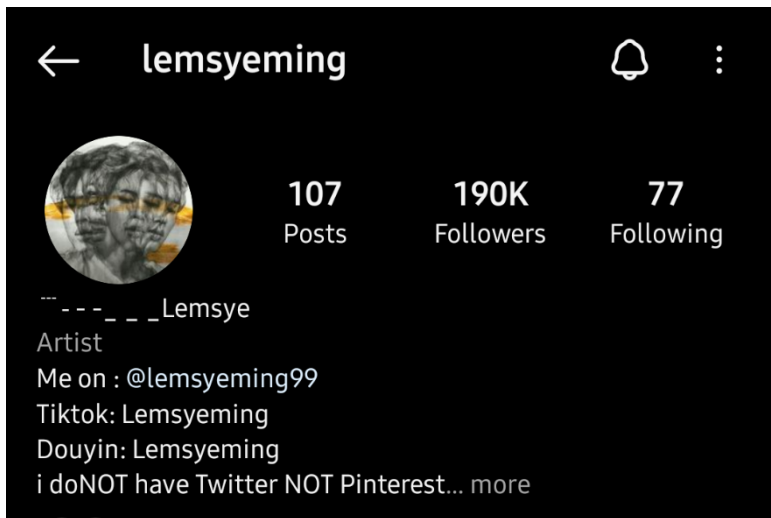 lemsyeming
107 190K 77
Posts Followers Following
---- - -_ _ _Lemsye
Artist
Me on : @lemsyeming99
Tiktok: Lemsyeming
Douyin: Lemsyeming
i doNOT have Twitter NOT Pinterest... more